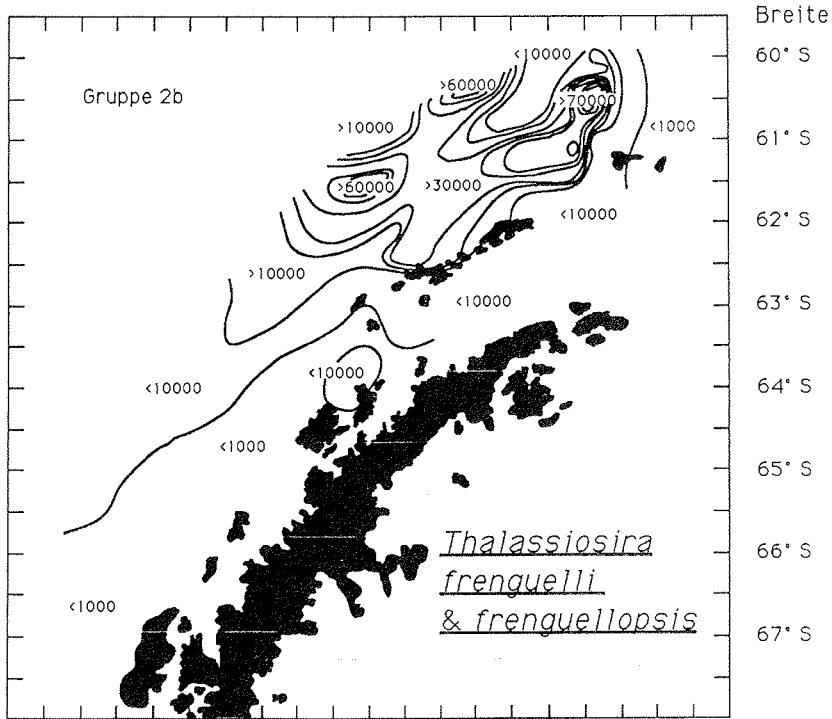 Breite
<10000
60° S
>60000
Gruppe 2b
>70000
>10000
<1000
61° S
>60000
>30000
<10000
62° S
>10000
<10000
63° S
<10000
<10000
64° S
<1000
65° S
Thalassiosira
66° S
frenguelli
<1000
& frenguellopsis
67° S